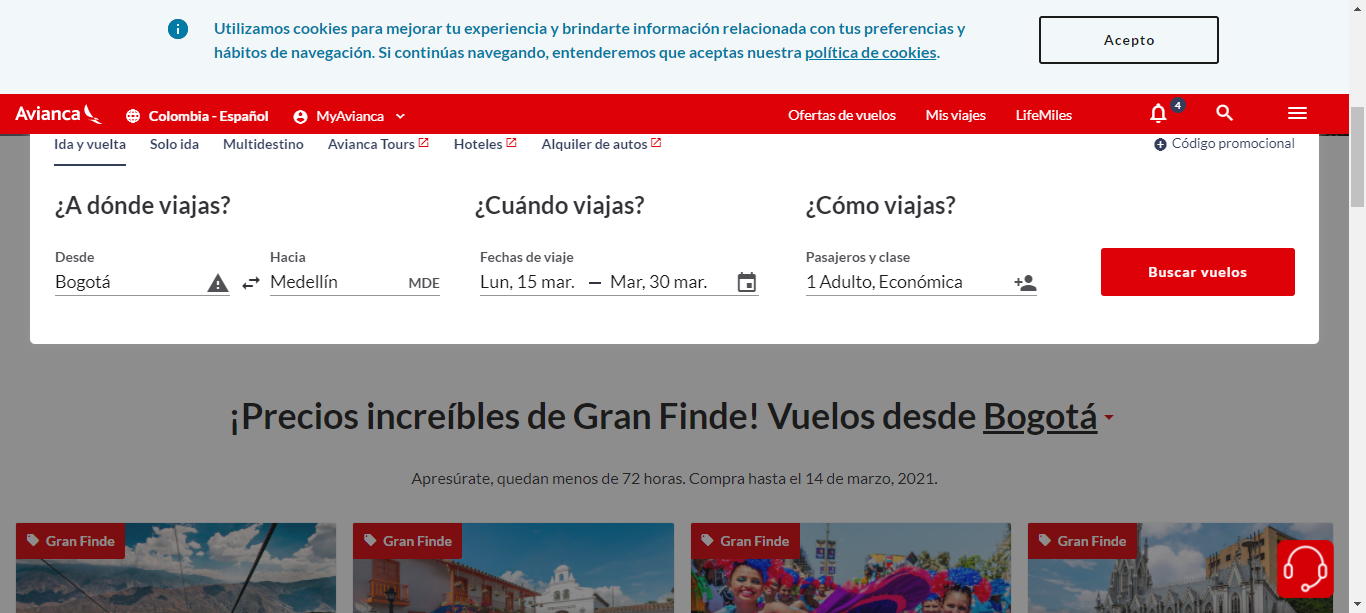 Utilizamos cookies para mejorar tu experiencia y brindarte información relacionada con tus preferencias y
hábitos de navegación. Si continúas navegando, entenderemos que aceptas nuestra política de cookies.
Acepto
Avianca
Colombia - Español
MyAvianca
Ofertas de vuelos
Mis viajes
LifeMiles
4
Ida y vuelta
Solo ida
Multidestino
Avianca Tours
Hoteles
Alquiler de autos
Código promocional
¿A dónde viajas?
¿Cuándo viajas?
¿Cómo viajas?
Desde
Hacia
Fechas de viaje
Pasajeros y clase
Bogotá
Medellín
MDE
Lun, 15 mar. — Mar, 30 mar.
1 Adulto, Económica
Buscar vuelos
¡Precios increíbles de Gran Finde! Vuelos desde Bogotá
Apresúrate, quedan menos de 72 horas. Compra hasta el 14 de marzo, 2021.
Gran Finde
Gran Finde
Gran Finde
Gran Finde